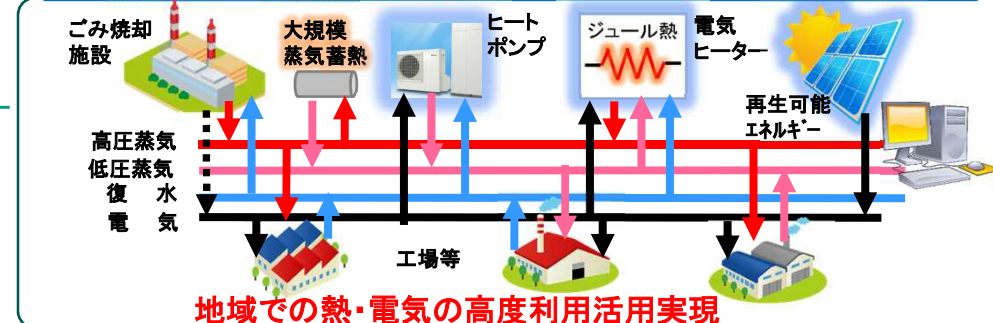 ごみ焼却
施設
大規模
蒸気蓄熱
ヒート
ポンプ
ジュール熱
電気
ヒーター
再生可能
エネルギー
高圧蒸気
低圧蒸気
復 水
電 気
工場等
地域での熱・電気の高度利用活用実現